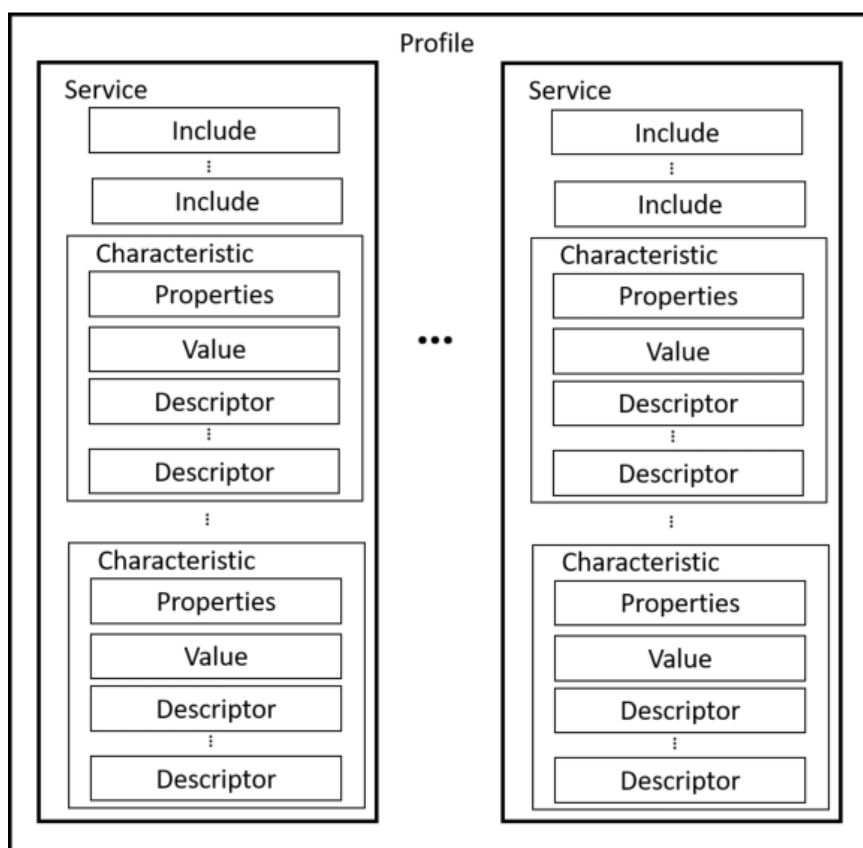 Profile
Service
Include
⋮
Include
Characteristic
Properties
Value
Descriptor
⋮
Descriptor
⋮
Characteristic
Properties
Value
Descriptor
⋮
Descriptor
•••
Service
Include
⋮
Include
Characteristic
Properties
Value
Descriptor
⋮
Descriptor
⋮
Characteristic
Properties
Value
Descriptor
⋮
Descriptor